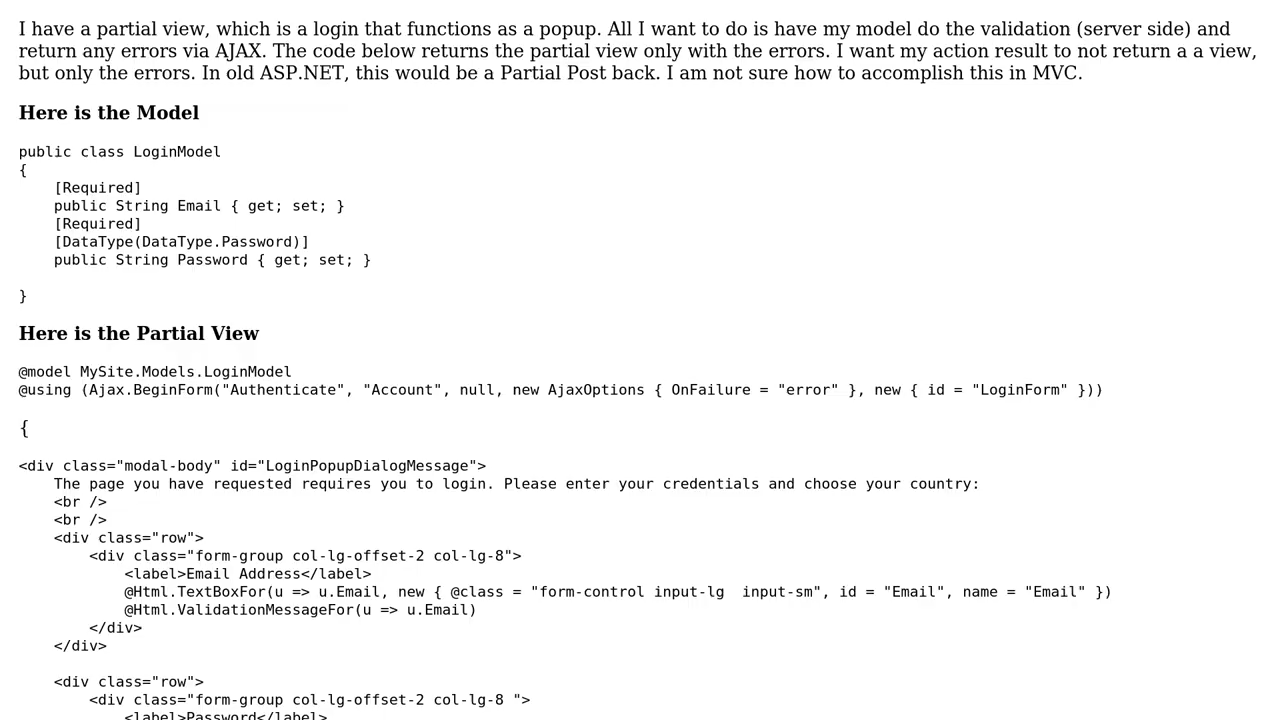 I have a partial view, which is a login that functions as a popup. All I want to do is have my model do the validation (server side) and
return any errors via AJAX. The code below returns the partial view only with the errors. I want my action result to not return a a view,
but only the errors. In old ASP.NET, this would be a Partial Post back. I am not sure how to accomplish this in MVC.
Here is the Model
public class LoginModel
{
    [Required]
    public String Email { get; set; }
    [Required]
    [DataType(DataType.Password)]
    public String Password { get; set; }

}
Here is the Partial View
@model MySite.Models.LoginModel
@using (Ajax.BeginForm("Authenticate", "Account", null, new AjaxOptions { OnFailure = "error" }, new { id = "LoginForm" }))
{
<div class="modal-body" id="LoginPopupDialogMessage">
    The page you have requested requires you to login. Please enter your credentials and choose your country:
    <br />
    <br />
    <div class="row">
        <div class="form-group col-lg-offset-2 col-lg-8">
            <label>Email Address</label>
            @Html.TextBoxFor(u => u.Email, new { @class = "form-control input-lg  input-sm", id = "Email", name = "Email" })
            @Html.ValidationMessageFor(u => u.Email)
        </div>
    </div>

    <div class="row">
        <div class="form-group col-lg-offset-2 col-lg-8 ">
            <label>Password</label>